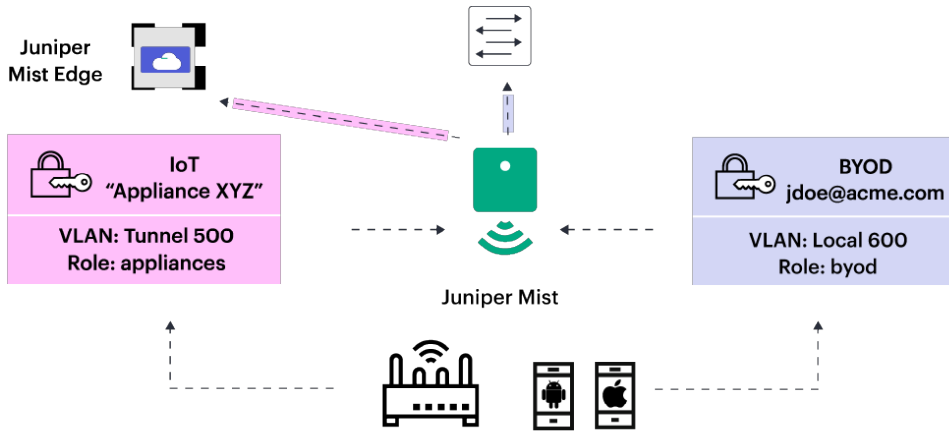 Juniper
Mist Edge
IoT
“Appliance XYZ”
VLAN: Tunnel 500
Role: appliances
BYOD
jdoe@acme.com
VLAN: Local 600
Role: byod
Juniper Mist